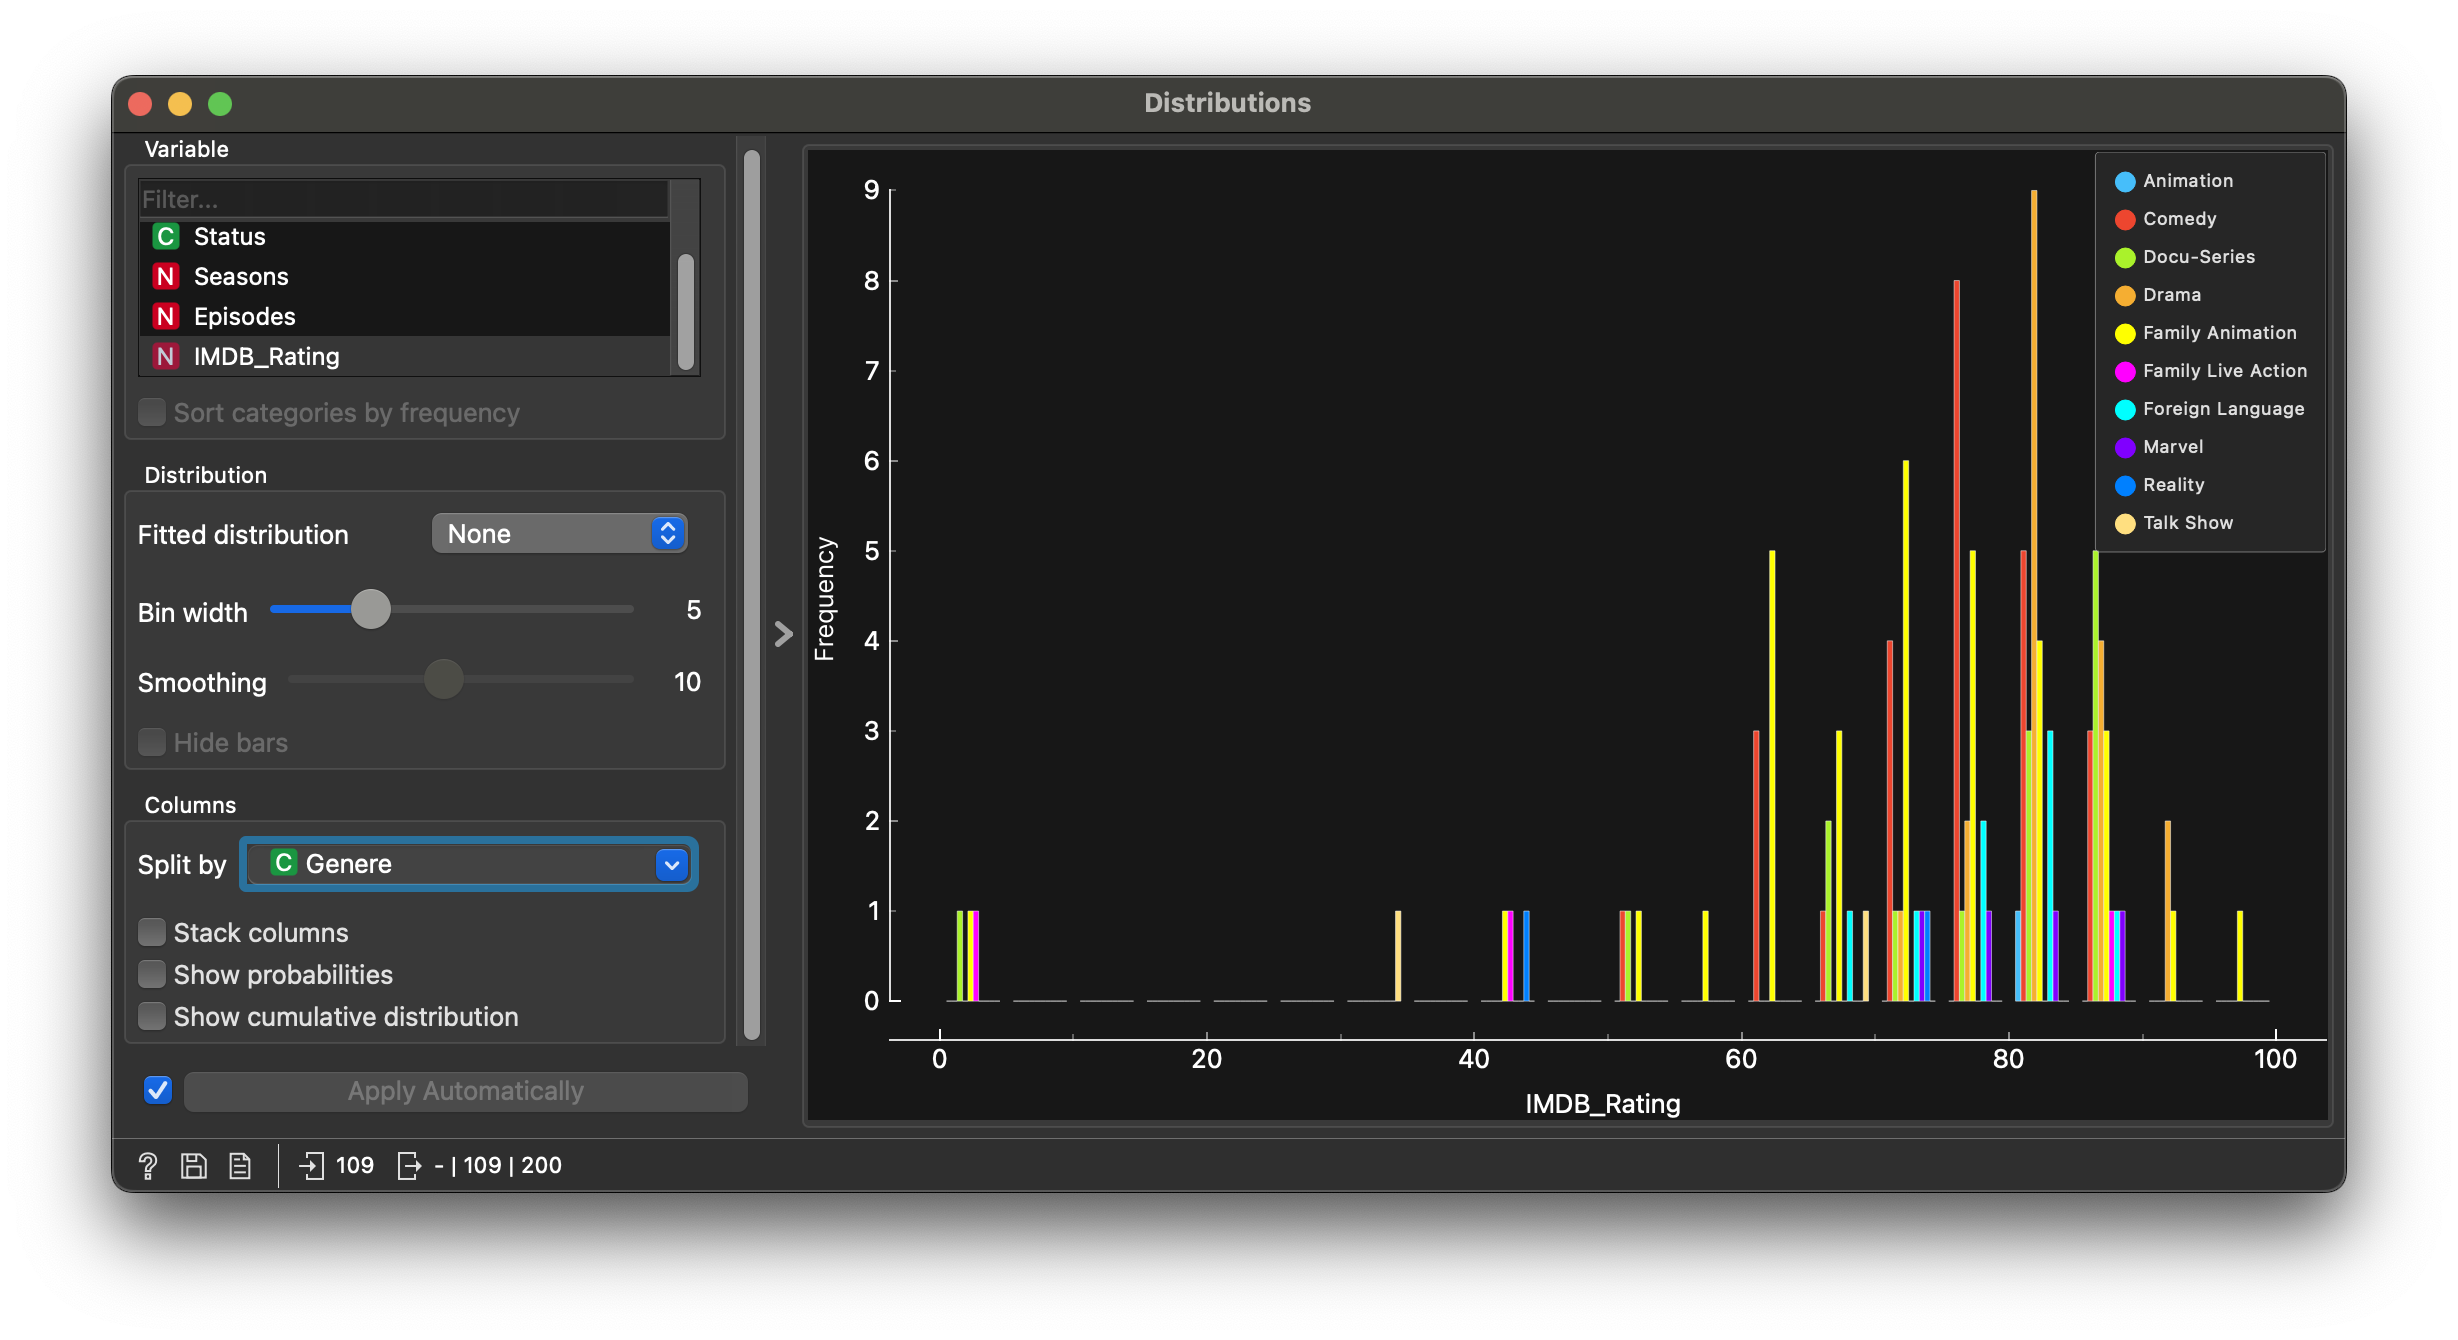 Distributions
Variable
Filter...
C Status
N Seasons
N Episodes
N IMDB_Rating
Sort categories by frequency
Distribution
Fitted distribution None
Bin width 5
Smoothing 10
Hide bars
Columns
Split by C Genere
Stack columns
Show probabilities
Show cumulative distribution
Apply Automatically
? 109 - | 109 | 200
Frequency
9
8
7
6
5
4
3
2
1
0
0 20 40 60 80 100
IMDB_Rating
Animation
Comedy
Docu-Series
Drama
Family Animation
Family Live Action
Foreign Language
Marvel
Reality
Talk Show